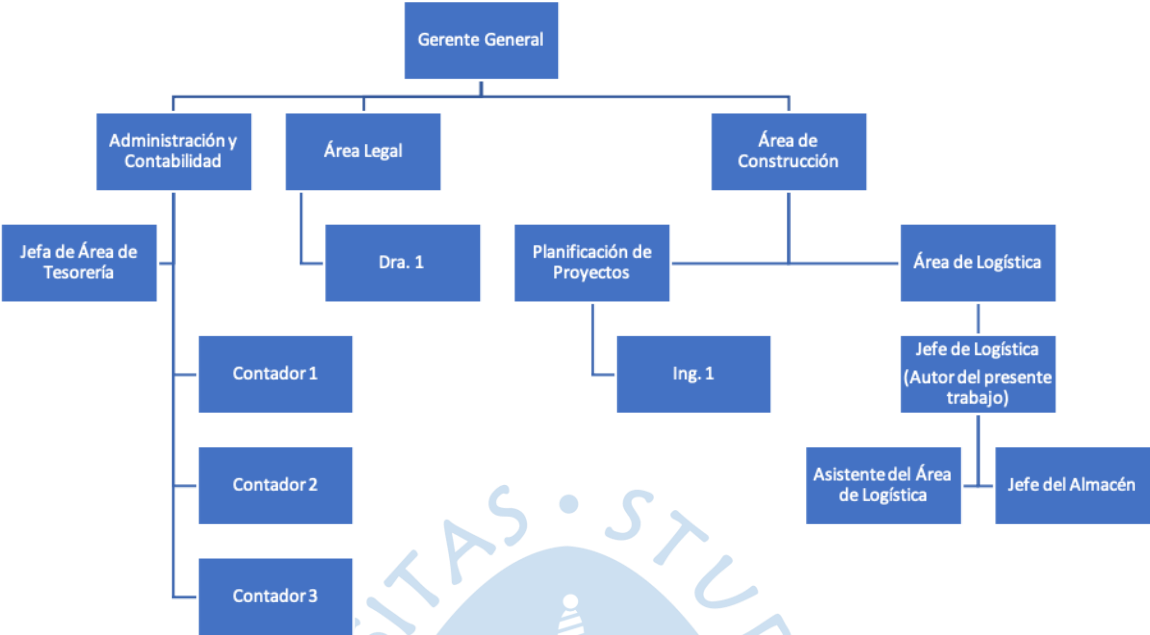 Gerente General
Administración y
Contabilidad
Área Legal
Área de
Construcción
Jefa de Área de
Tesorería
Dra. 1
Planificación de
Proyectos
Área de Logística
Contador 1
Ing. 1
Jefe de Logística
(Autor del presente
trabajo)
Contador 2
Asistente del Área
de Logística
Jefe del Almacén
Contador 3
ITAS • STU